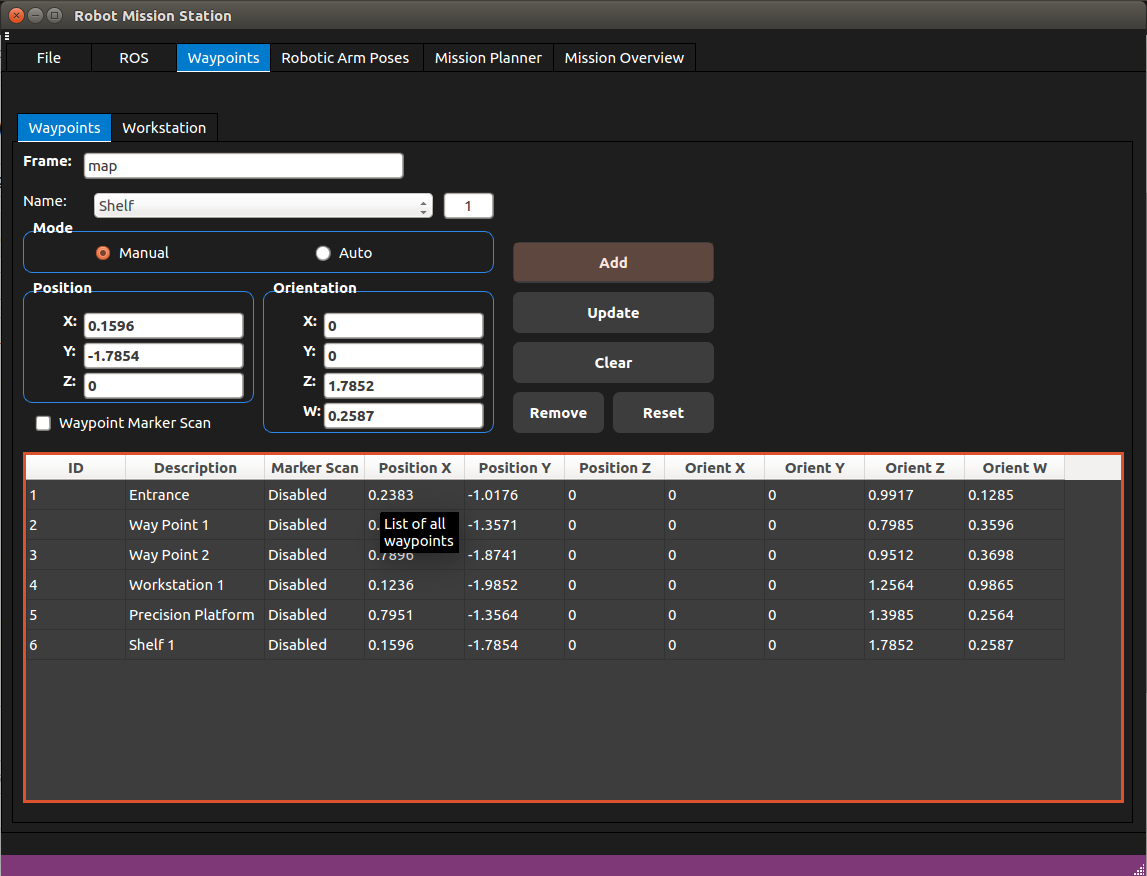 Robot Mission Station
File ROS Waypoints Robotic Arm Poses Mission Planner Mission Overview
Waypoints Workstation
Frame: map
Name: Shelf 1
Mode
Manual Auto
Add
Position Orientation
Update
X: 0.1596 X: 0
Y: -1.7854 Y: 0
Clear
Z: 0 Z: 1.7852
W: 0.2587
Remove Reset
Waypoint Marker Scan
ID Description Marker Scan Position X Position Y Position Z Orient X Orient Y Orient Z Orient W
1 Entrance Disabled 0.2383 -1.0176 0 0 0 0.9917 0.1285
2 Way Point 1 Disabled 0. -1.3571 0 0 0 0.7985 0.3596
List of all
waypoints
3 Way Point 2 Disabled 0.7896 -1.8741 0 0 0 0.9512 0.3698
4 Workstation 1 Disabled 0.1236 -1.9852 0 0 0 1.2564 0.9865
5 Precision Platform Disabled 0.7951 -1.3564 0 0 0 1.3985 0.2564
6 Shelf 1 Disabled 0.1596 -1.7854 0 0 0 1.7852 0.2587